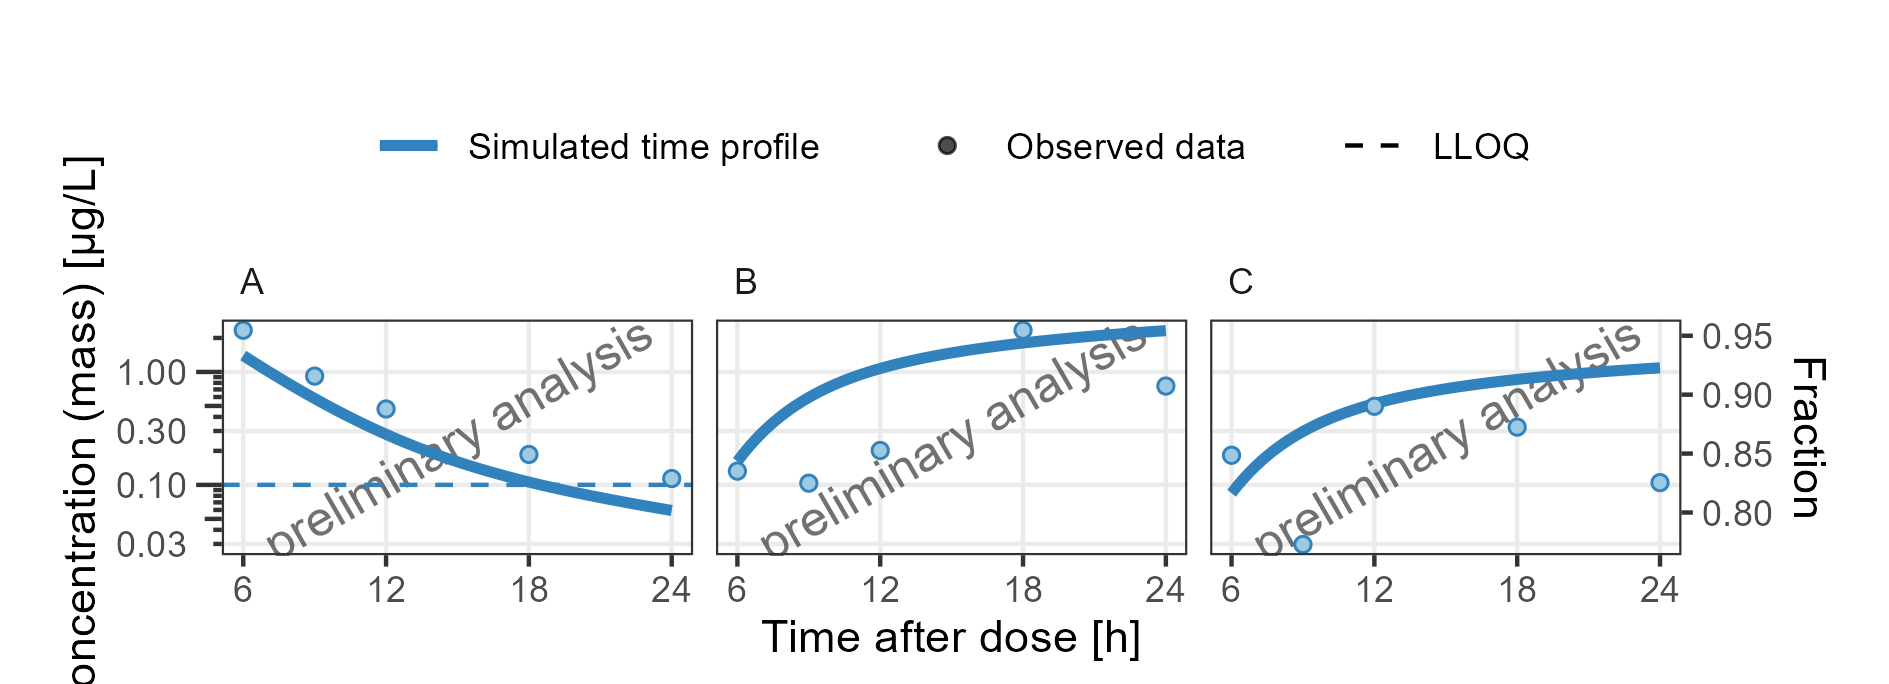 Simulated time profile
Observed data
LLOQ
oncentration (mass) [µg/L]
A
B
C
1.00
0.30
0.10
0.03
preliminary analysis
preliminary analysis
preliminary analysis
0.95
0.90
0.85
0.80
Fraction
6 12 18 24
6 12 18 24
6 12 18 24
Time after dose [h]